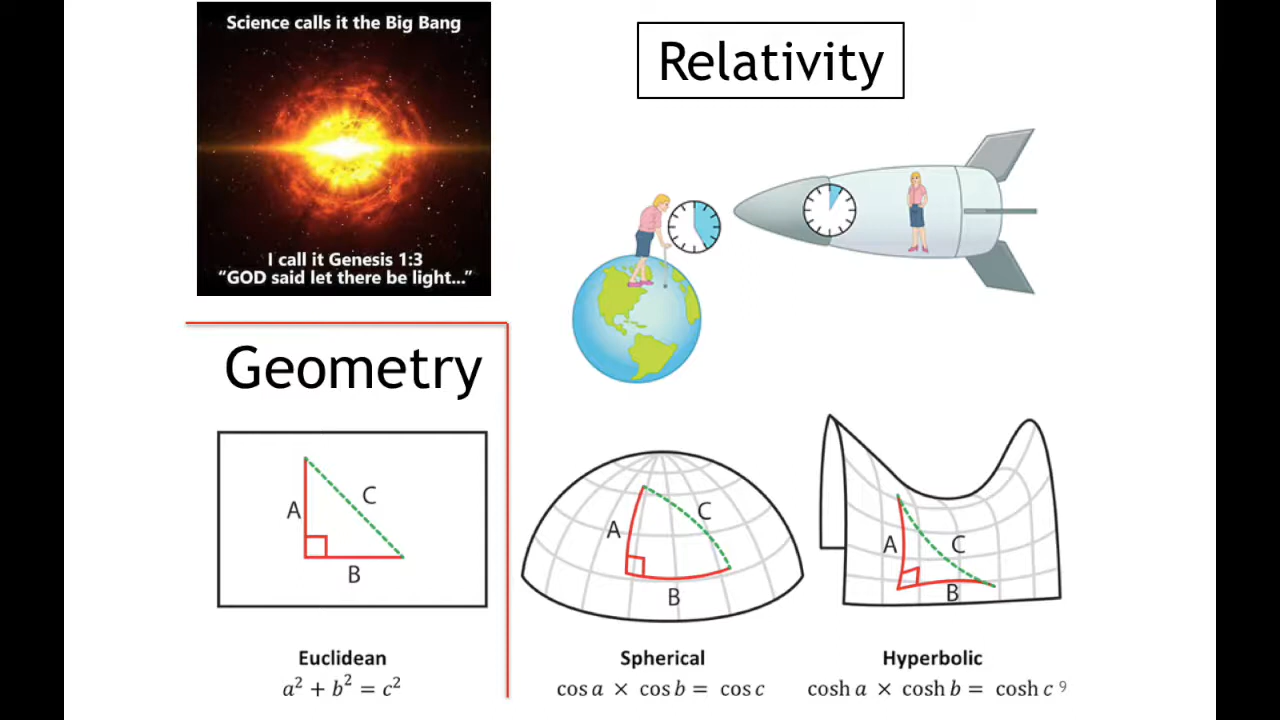 Science calls it the Big Bang
I call it Genesis 1:3
“GOD said let there be light...”
Relativity
Geometry
A
C
B
A
C
B
A
C
B
Euclidean
a² + b² = c²
Spherical
cos a × cos b = cos c
Hyperbolic
cosh a × cosh b = cosh c
9